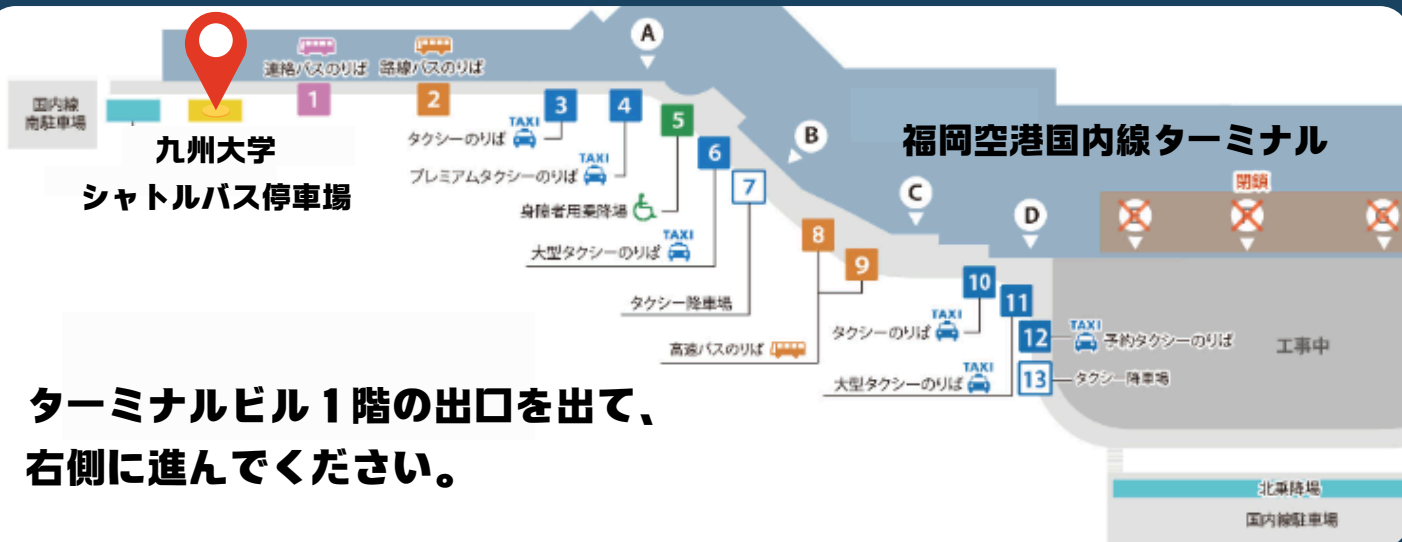 A
連絡バスのりば
路線バスのりば
国内線
南駐車場
1
2
3
4
5
6
7
8
9
10
11
12
13
B
C
D
E
F
G
閉鎖
福岡空港国内線ターミナル
九州大学
シャトルバス停車場
タクシーのりば TAXI
プレミアムタクシーのりば TAXI
身障者用乗降場
大型タクシーのりば TAXI
タクシー降車場
高速バスのりば
タクシーのりば TAXI
大型タクシーのりば TAXI
TAXI 予約タクシーのりば
タクシー降車場
工事中
ターミナルビル1階の出口を出て、
右側に進んでください。
北乗降場
国内線駐車場